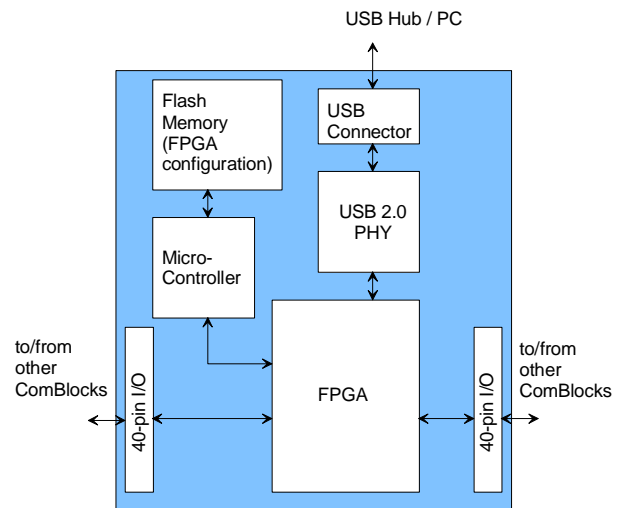 USB Hub / PC
Flash
Memory
(FPGA
configuration)
USB
Connector
USB 2.0
PHY
Micro-
Controller
to/from
other
ComBlocks
40-pin I/O
FPGA
40-pin I/O
to/from
other
ComBlocks